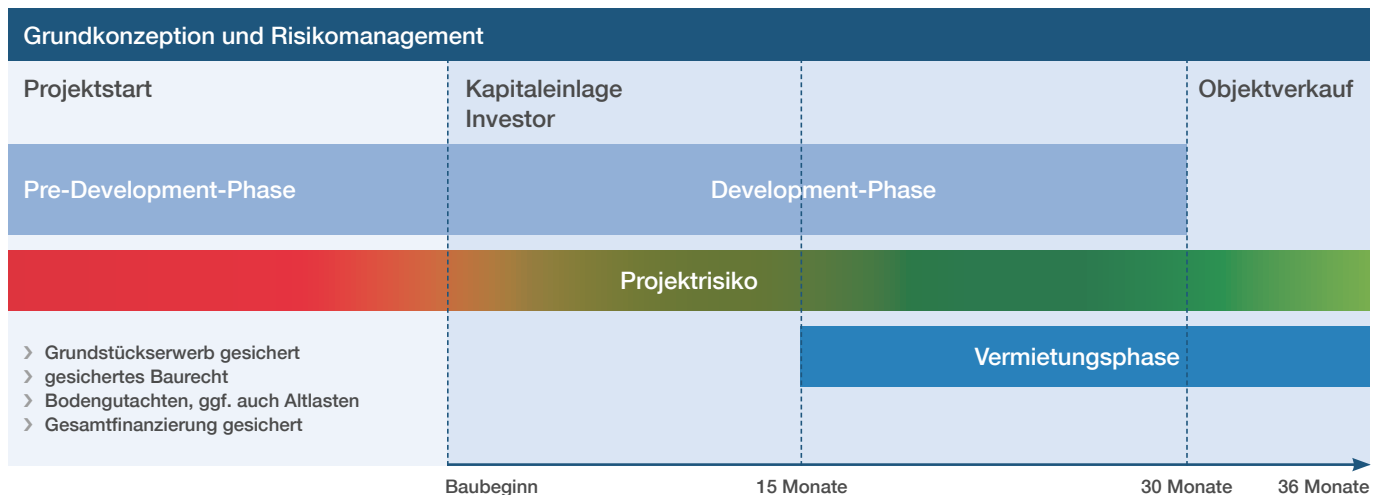 Grundkonzeption und Risikomanagement
Projektstart
Kapitaleinlage
Investor
Objektverkauf
Pre-Development-Phase
Development-Phase
Projektrisiko
Vermietungsphase
› Grundstückserwerb gesichert
› gesichertes Baurecht
› Bodengutachten, ggf. auch Altlasten
› Gesamtfinanzierung gesichert
Baubeginn
15 Monate
30 Monate
36 Monate